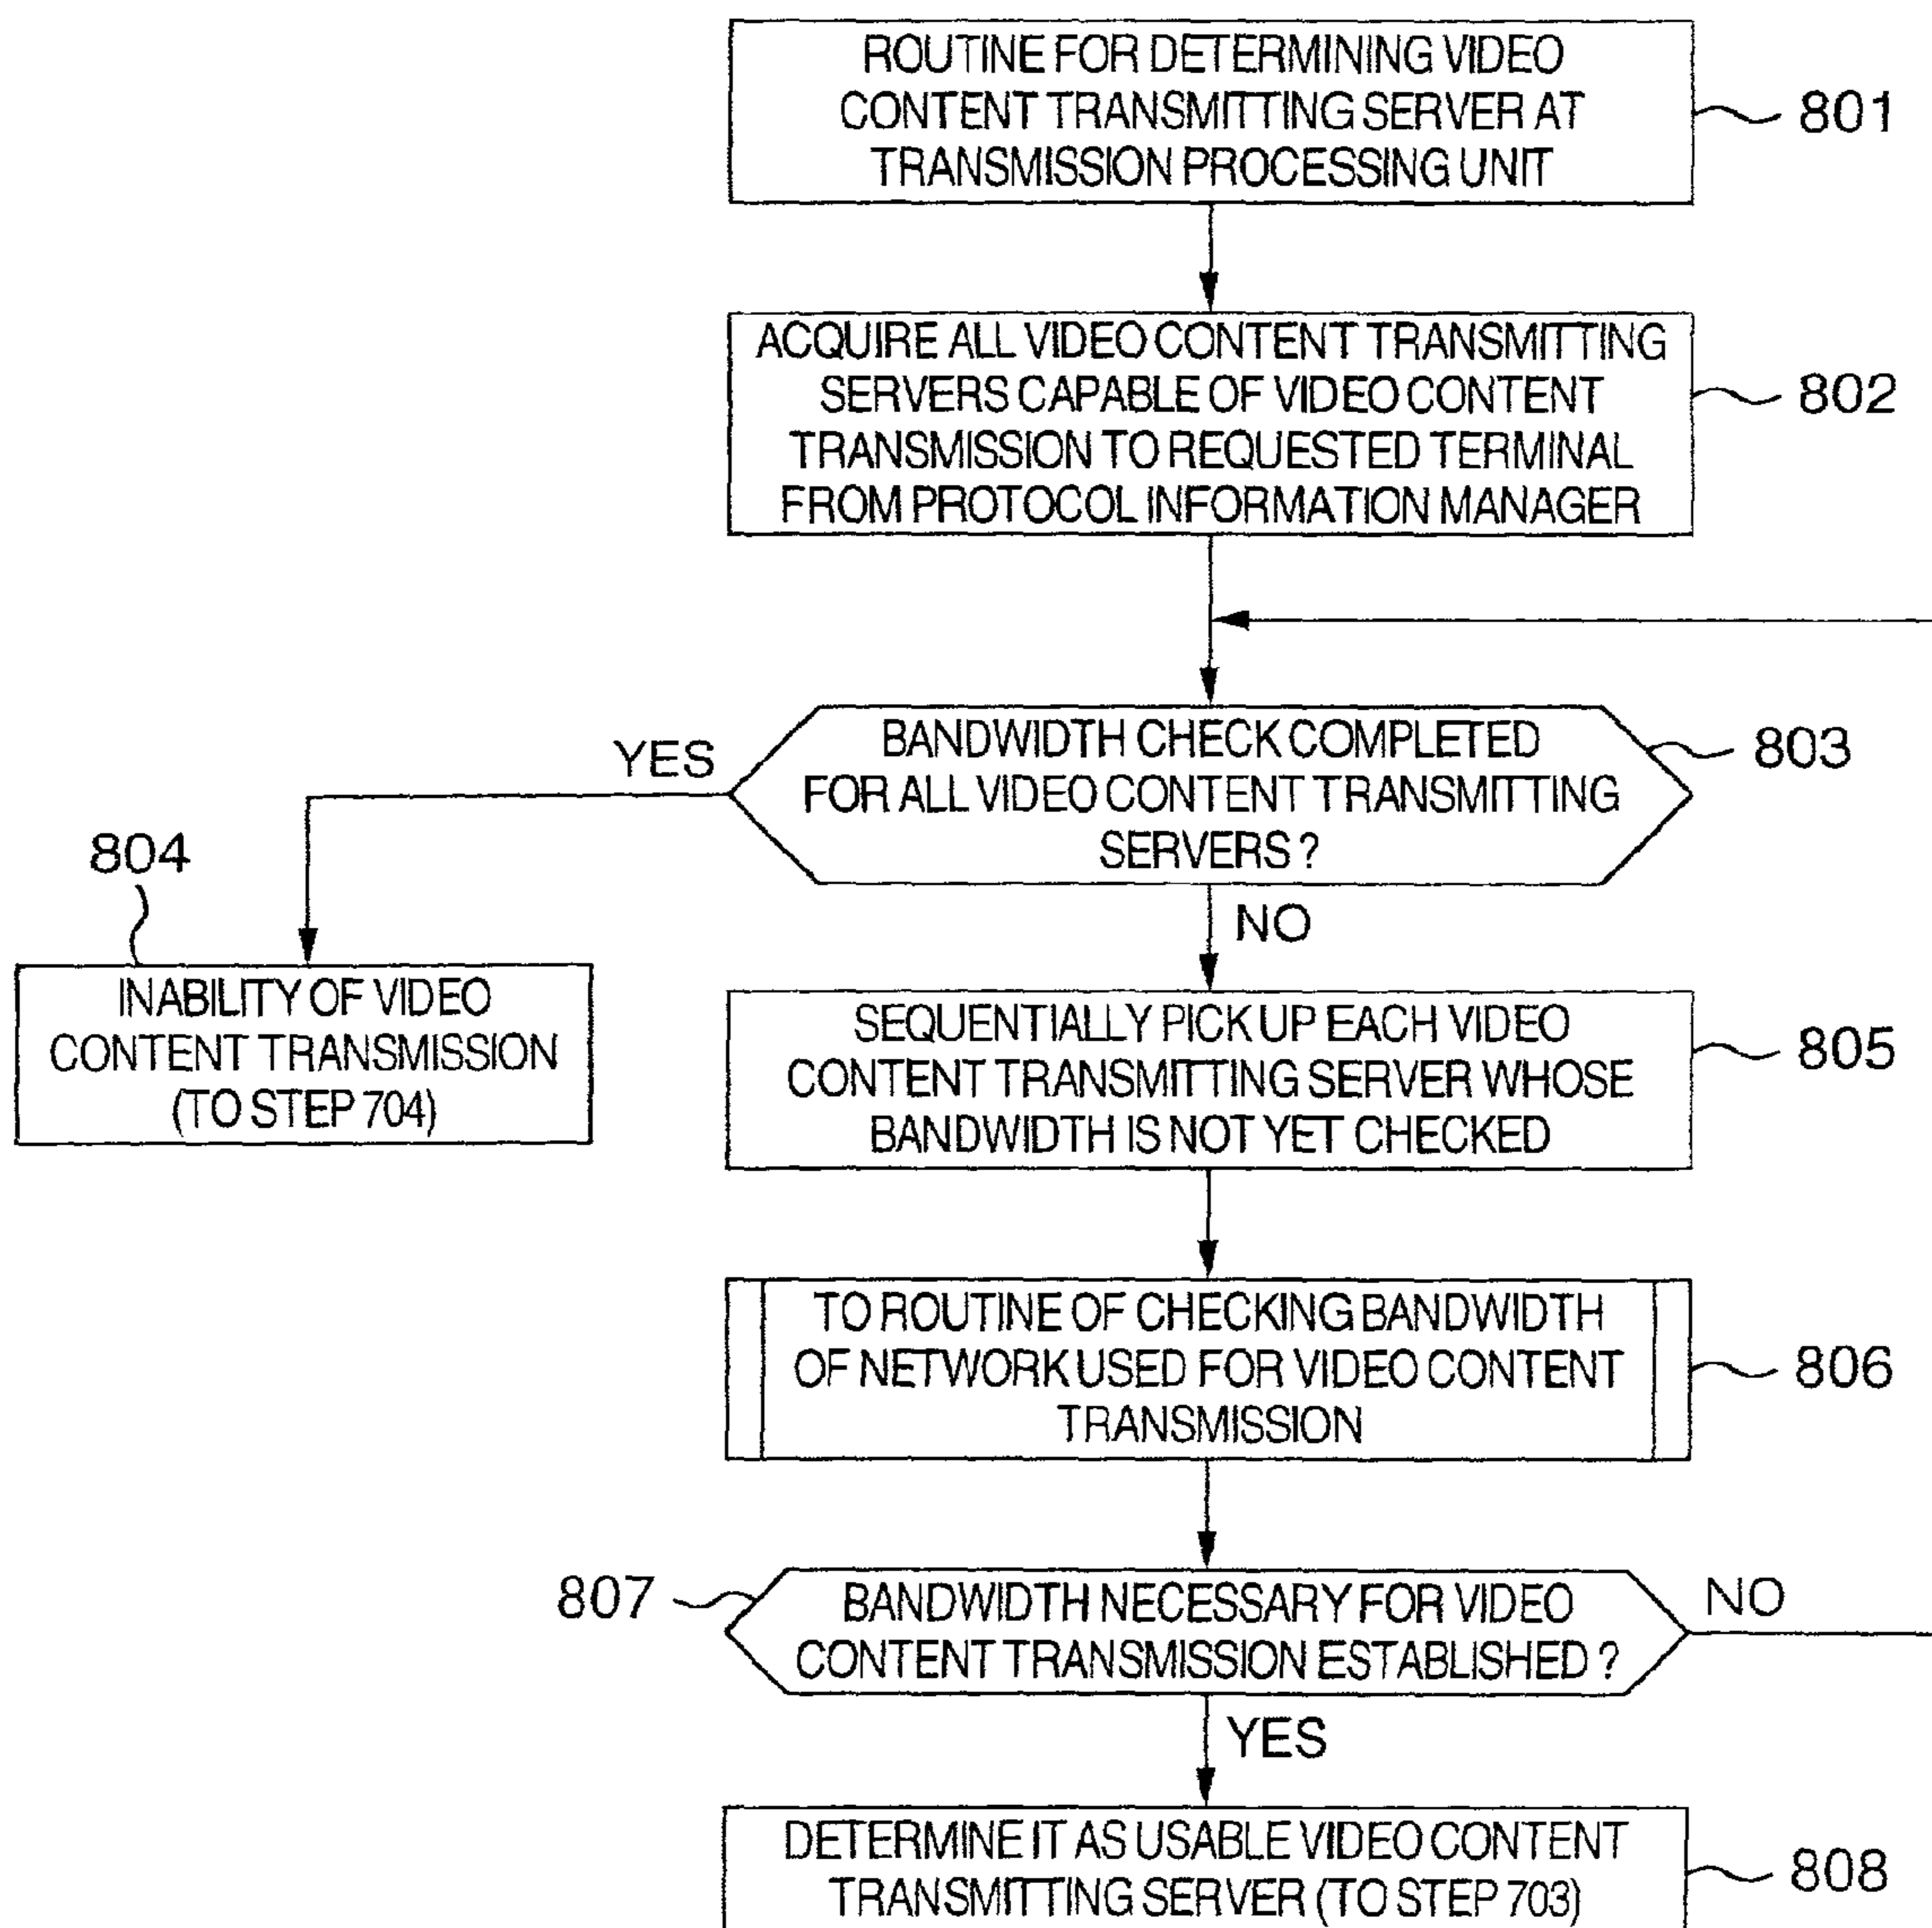 ROUTINE FOR DETERMINING VIDEO
CONTENT TRANSMITTING SERVER AT
TRANSMISSION PROCESSING UNIT
801
ACQUIRE ALL VIDEO CONTENT TRANSMITTING
SERVERS CAPABLE OF VIDEO CONTENT
TRANSMISSION TO REQUESTED TERMINAL
FROM PROTOCOL INFORMATION MANAGER
802
BANDWIDTH CHECK COMPLETED
FOR ALL VIDEO CONTENT TRANSMITTING
SERVERS ?
803
YES
804
INABILITY OF VIDEO
CONTENT TRANSMISSION
(TO STEP 704)
NO
SEQUENTIALLY PICK UP EACH VIDEO
CONTENT TRANSMITTING SERVER WHOSE
BANDWIDTH IS NOT YET CHECKED
805
TO ROUTINE OF CHECKING BANDWIDTH
OF NETWORK USED FOR VIDEO CONTENT
TRANSMISSION
806
807
BANDWIDTH NECESSARY FOR VIDEO
CONTENT TRANSMISSION ESTABLISHED ?
NO
YES
DETERMINE IT AS USABLE VIDEO CONTENT
TRANSMITTING SERVER (TO STEP 703)
808